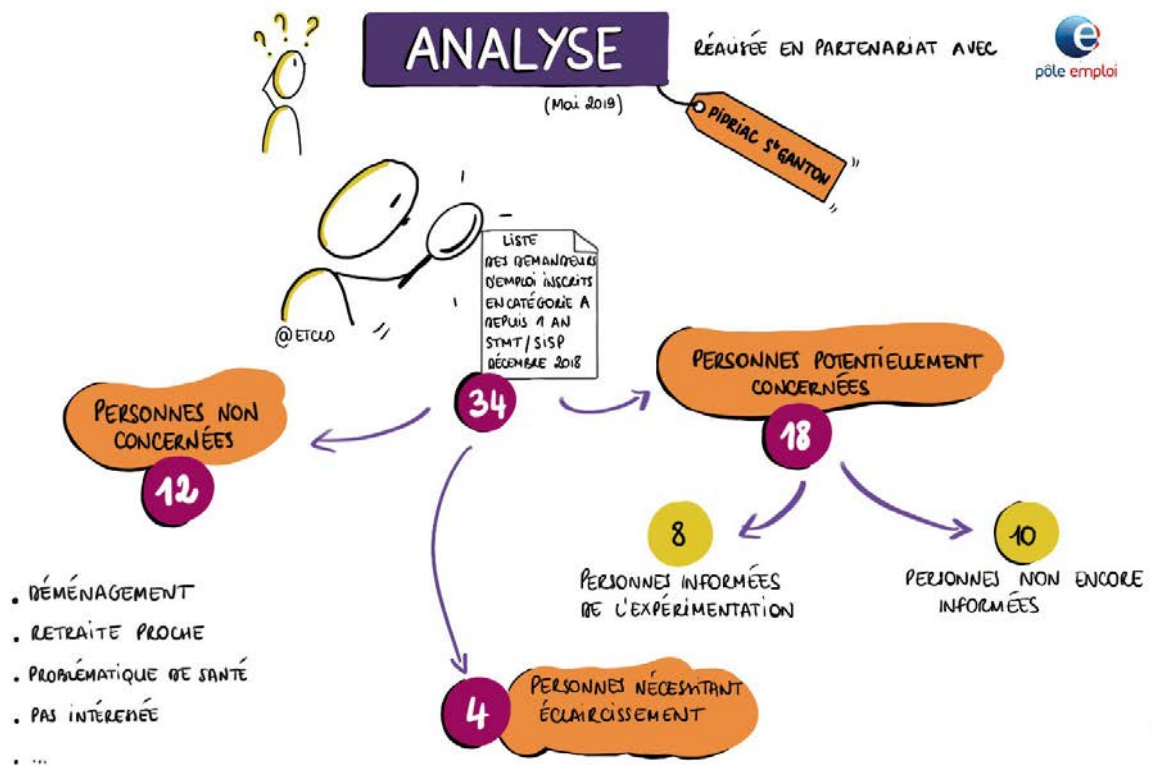 ? ? ?
ANALYSE
RÉALISÉE EN PARTENARIAT AVEC
e
pôle emploi
(Mai 2019)
PIPRIAC St GANTON
LISTE
DES DEMANDEURS
D'EMPLOI INSCRITS
EN CATÉGORIE A
DEPUIS 1 AN
STMT / SISP
DÉCEMBRE 2018
@ETCLD
34
PERSONNES NON
CONCERNÉES
12
PERSONNES POTENTIELLEMENT
CONCERNÉES
18
8
PERSONNES INFORMÉES
DE L'EXPÉRIMENTATION
10
PERSONNES NON ENCORE
INFORMÉES
. DÉMÉNAGEMENT
. RETRAITE PROCHE
. PROBLÉMATIQUE DE SANTÉ
. PAS INTÉRESSÉE
. ...
4
PERSONNES NÉCESSITANT
ÉCLAIRCISSEMENT